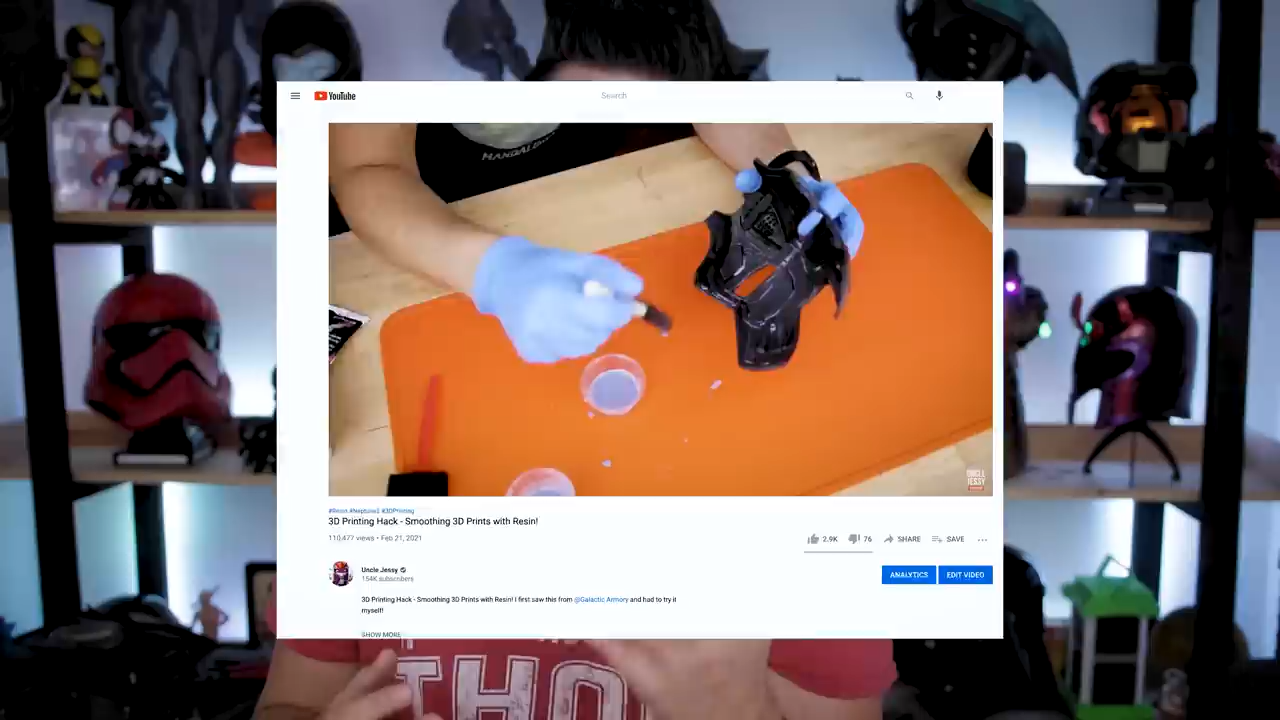 YouTube
Search
MANDALO
UNCLE
JESSY
#Resin #Neptune2 #3DPrinting
3D Printing Hack - Smoothing 3D Prints with Resin!
110,477 views • Feb 21, 2021
2.9K 76 SHARE SAVE ...
Uncle Jessy
154K subscribers
ANALYTICS EDIT VIDEO
3D Printing Hack - Smoothing 3D Prints with Resin! I first saw this from @Galactic Armory and had to try it
myself!
SHOW MORE
THO